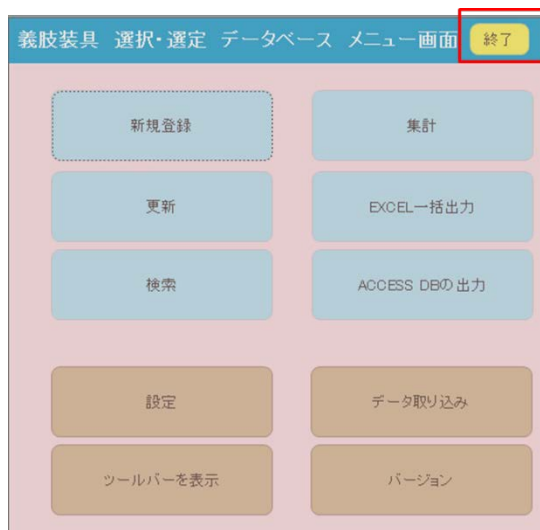 義肢装具 選択・選定 データベース メニュー画面 終了
新規登録 集計
更新 EXCEL一括出力
検索 ACCESS DBの出力
設定 データ取り込み
ツールバーを表示 バージョン